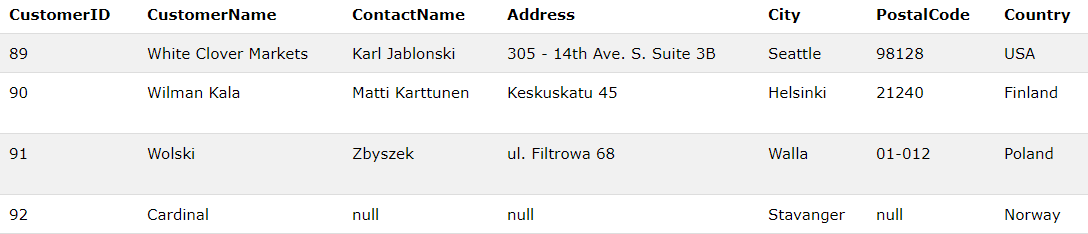 CustomerID CustomerName ContactName Address City PostalCode Country
89 White Clover Markets Karl Jablonski 305 - 14th Ave. S. Suite 3B Seattle 98128 USA
90 Wilman Kala Matti Karttunen Keskuskatu 45 Helsinki 21240 Finland
91 Wolski Zbyszek ul. Filtrowa 68 Walla 01-012 Poland
92 Cardinal null null Stavanger null Norway